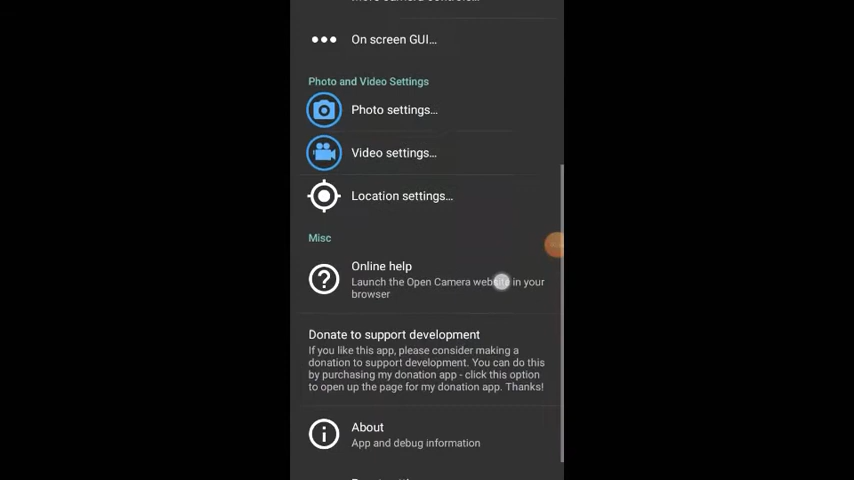 On screen GUI...
Photo and Video Settings
Photo settings...
Video settings...
Location settings...
Misc
Online help
Launch the Open Camera website in your
browser
Donate to support development
If you like this app, please consider making a
donation to support development. You can do this
by purchasing my donation app - click this option
to open up the page for my donation app. Thanks!
About
App and debug information